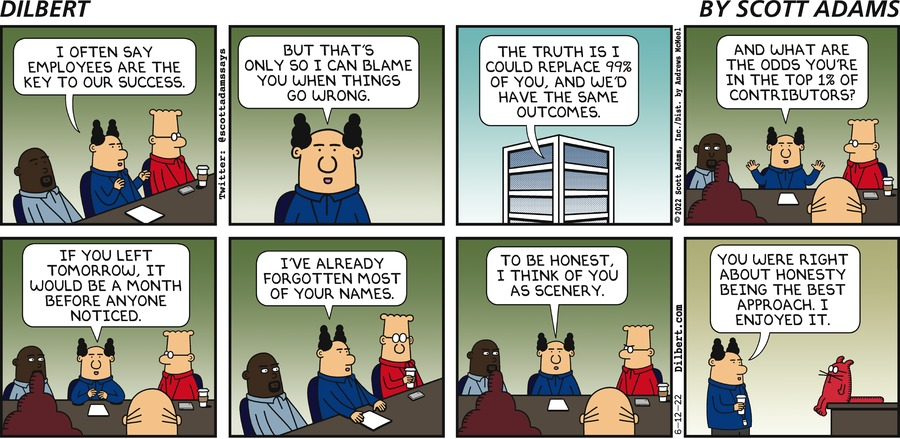 DILBERT
BY SCOTT ADAMS
I OFTEN SAY
EMPLOYEES ARE THE
KEY TO OUR SUCCESS.
Twitter: @scottadamssays
BUT THAT'S
ONLY SO I CAN BLAME
YOU WHEN THINGS
GO WRONG.
THE TRUTH IS I
COULD REPLACE 99%
OF YOU, AND WE'D
HAVE THE SAME
OUTCOMES.
©2022 Scott Adams, Inc./Dist. by Andrews McMeel
AND WHAT ARE
THE ODDS YOU'RE
IN THE TOP 1% OF
CONTRIBUTORS?
IF YOU LEFT
TOMORROW, IT
WOULD BE A MONTH
BEFORE ANYONE
NOTICED.
I'VE ALREADY
FORGOTTEN MOST
OF YOUR NAMES.
TO BE HONEST,
I THINK OF YOU
AS SCENERY.
6-12-22 Dilbert.com
YOU WERE RIGHT
ABOUT HONESTY
BEING THE BEST
APPROACH. I
ENJOYED IT.